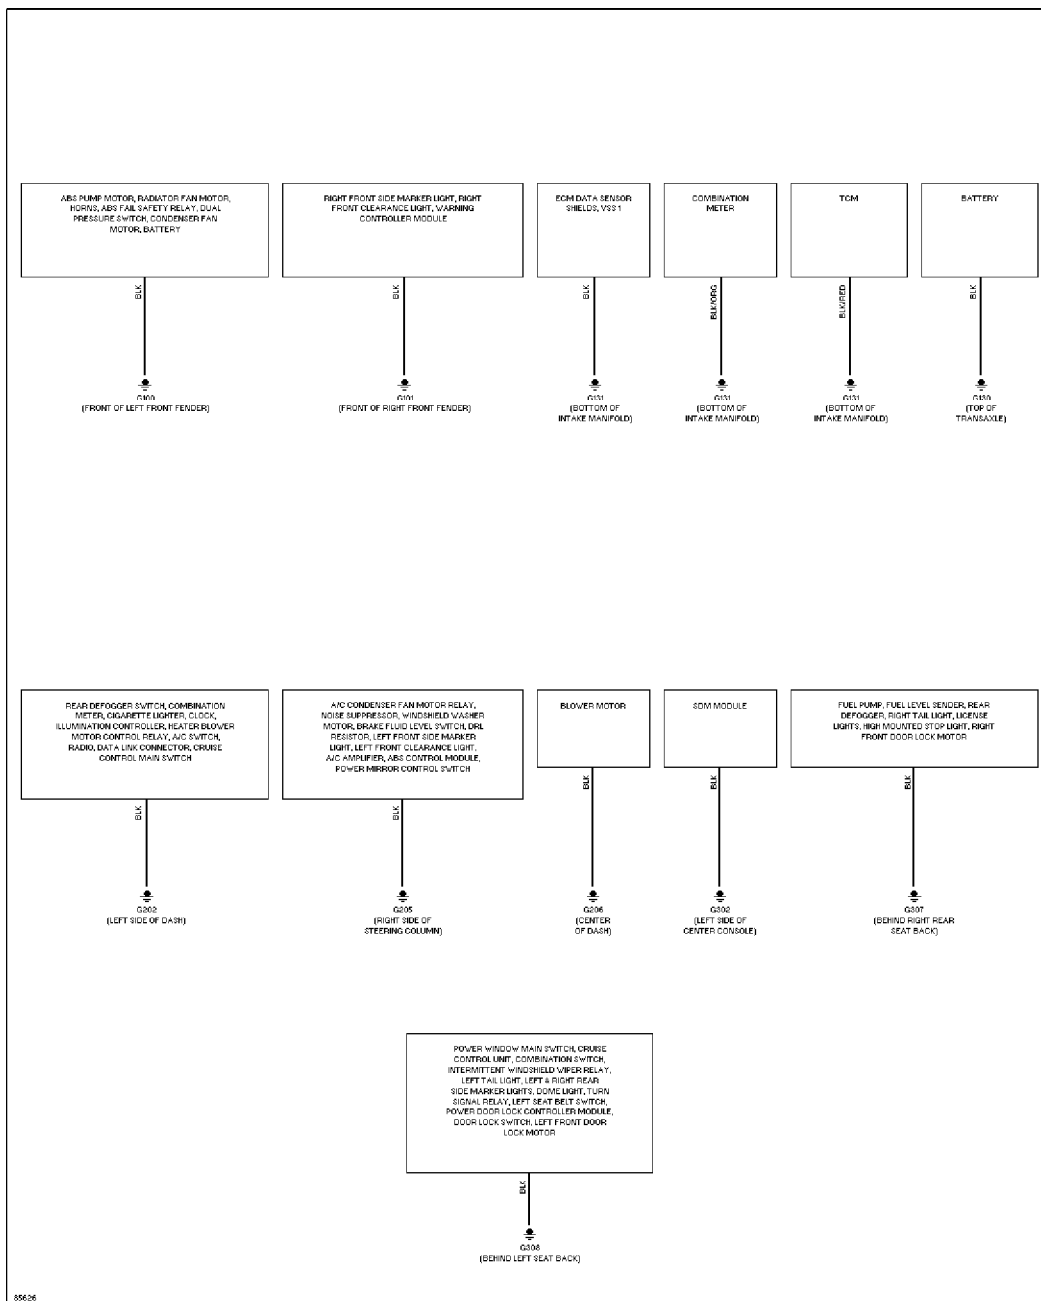 ABS PUMP MOTOR, RADIATOR FAN MOTOR,
HORNS, ABS FAIL SAFETY RELAY, DUAL
PRESSURE SWITCH, CONDENSER FAN
MOTOR, BATTERY
BLK
G100
(FRONT OF LEFT FRONT FENDER)
RIGHT FRONT SIDE MARKER LIGHT, RIGHT
FRONT CLEARANCE LIGHT, WARNING
CONTROLLER MODULE
BLK
G101
(FRONT OF RIGHT FRONT FENDER)
ECM DATA SENSOR
SHIELDS, VSS 1
BLK
G131
(BOTTOM OF
INTAKE MANIFOLD)
COMBINATION
METER
BLK/ORG
G131
(BOTTOM OF
INTAKE MANIFOLD)
TCM
BLK/RED
G131
(BOTTOM OF
INTAKE MANIFOLD)
BATTERY
BLK
G130
(TOP OF
TRANSAXLE)
REAR DEFOGGER SWITCH, COMBINATION
METER, CIGARETTE LIGHTER, CLOCK,
ILLUMINATION CONTROLLER, HEATER BLOWER
MOTOR CONTROL RELAY, A/C SWITCH,
RADIO, DATA LINK CONNECTOR, CRUISE
CONTROL MAIN SWITCH
BLK
G202
(LEFT SIDE OF DASH)
A/C CONDENSER FAN MOTOR RELAY,
NOISE SUPPRESSOR, WINDSHIELD WASHER
MOTOR, BRAKE FLUID LEVEL SWITCH, DRL
RESISTOR, LEFT FRONT SIDE MARKER
LIGHT, LEFT FRONT CLEARANCE LIGHT,
A/C AMPLIFIER, ABS CONTROL MODULE,
POWER MIRROR CONTROL SWITCH
BLK
G205
(RIGHT SIDE OF
STEERING COLUMN)
BLOWER MOTOR
BLK
G206
(CENTER
OF DASH)
SDM MODULE
BLK
G302
(LEFT SIDE OF
CENTER CONSOLE)
FUEL PUMP, FUEL LEVEL SENDER, REAR
DEFOGGER, RIGHT TAIL LIGHT, LICENSE
LIGHTS, HIGH MOUNTED STOP LIGHT, RIGHT
FRONT DOOR LOCK MOTOR
BLK
G307
(BEHIND RIGHT REAR
SEAT BACK)
POWER WINDOW MAIN SWITCH, CRUISE
CONTROL UNIT, COMBINATION SWITCH,
INTERMITTENT WINDSHIELD WIPER RELAY,
LEFT TAIL LIGHT, LEFT & RIGHT REAR
SIDE MARKER LIGHTS, DOME LIGHT, TURN
SIGNAL RELAY, LEFT SEAT BELT SWITCH,
POWER DOOR LOCK CONTROLLER MODULE,
DOOR LOCK SWITCH, LEFT FRONT DOOR
LOCK MOTOR
BLK
G308
(BEHIND LEFT SEAT BACK)
85626